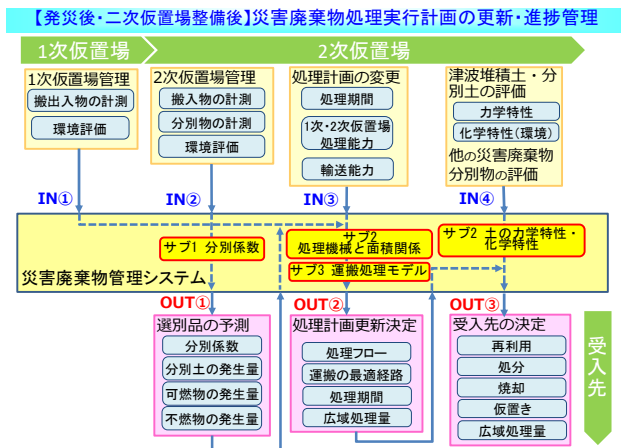 【発災後・二次仮置場整備後】災害廃棄物処理実行計画の更新・進捗管理
1次仮置場
2次仮置場
1次仮置場管理
搬出入物の計測
環境評価
2次仮置場管理
搬入物の計測
分別物の計測
環境評価
処理計画の変更
処理期間
1次・2次仮置場
処理能力
輸送能力
津波堆積土・分
別土の評価
力学特性
化学特性(環境)
他の災害廃棄物
分別物の評価
IN①
IN②
IN③
IN④
サブ1 分別係数
サブ2
処理機械と面積関係
サブ2 土の力学特性・
化学特性
サブ3 運搬処理モデル
災害廃棄物管理システム
OUT①
OUT②
OUT③
選別品の予測
分別係数
分別土の発生量
可燃物の発生量
不燃物の発生量
処理計画更新決定
処理フロー
運搬の最適経路
処理期間
広域処理量
受入先の決定
再利用
処分
焼却
仮置き
広域処理量
受入先